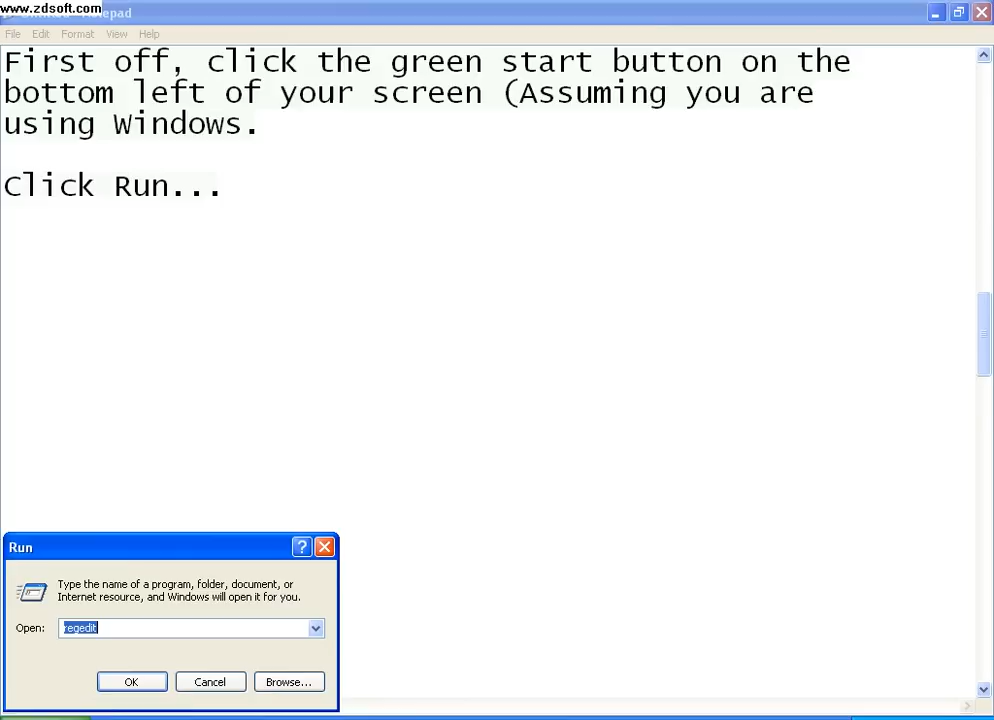 www.zdsoft.com
File Edit Format View Help
First off, click the green start button on the
bottom left of your screen (Assuming you are
using Windows.
Click Run...
Run
Type the name of a program, folder, document, or
Internet resource, and Windows will open it for you.
Open: regedit
OK Cancel Browse...